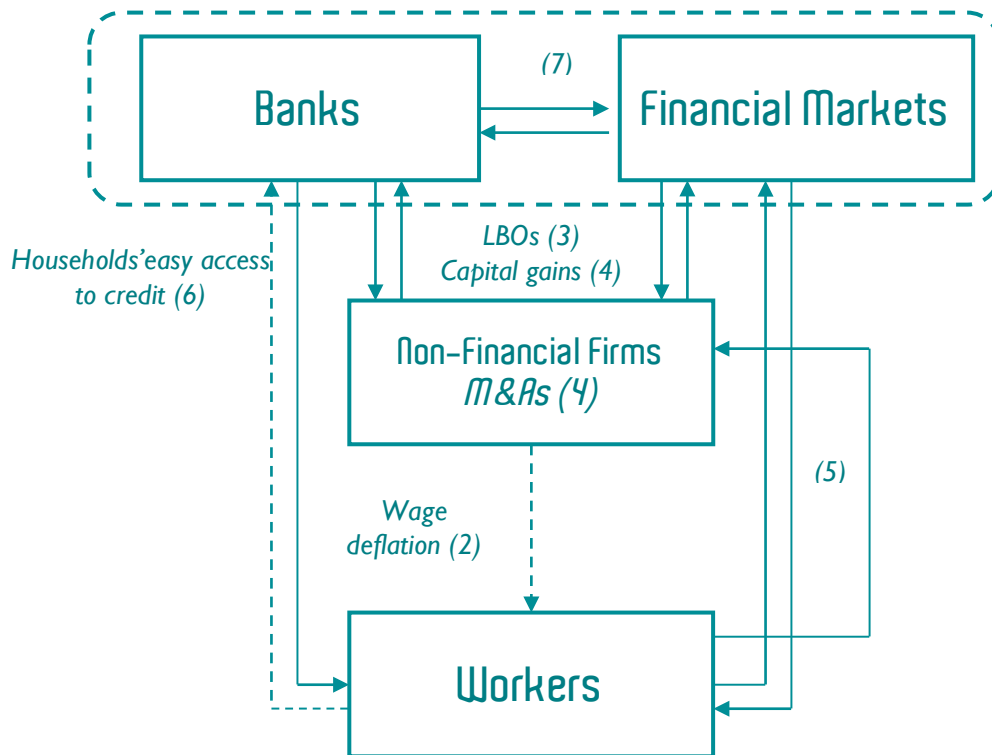 (7)
Banks
Financial Markets
LBOs (3)
Capital gains (4)
Households’easy access
to credit (6)
Non-Financial Firms
M&As (4)
(5)
Wage
deflation (2)
Workers